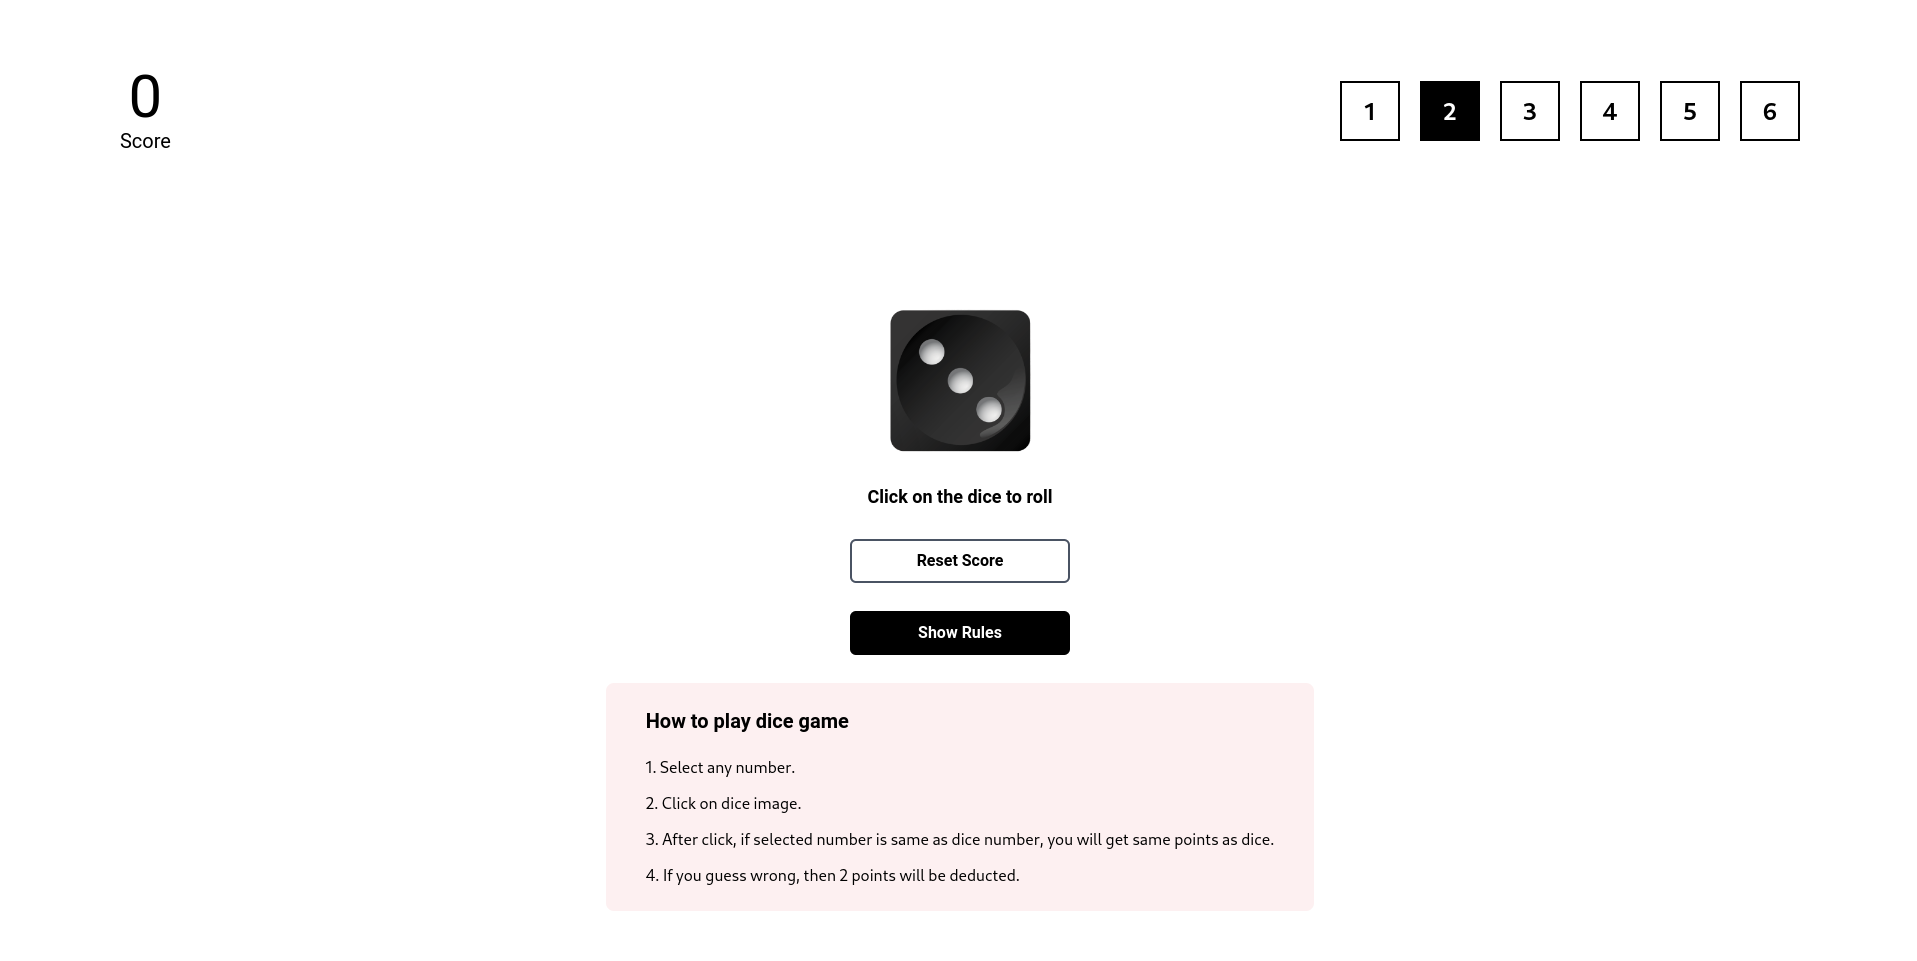 0
Score
1 2 3 4 5 6
Click on the dice to roll
Reset Score
Show Rules
How to play dice game
1. Select any number.
2. Click on dice image.
3. After click, if selected number is same as dice number, you will get same points as dice.
4. If you guess wrong, then 2 points will be deducted.